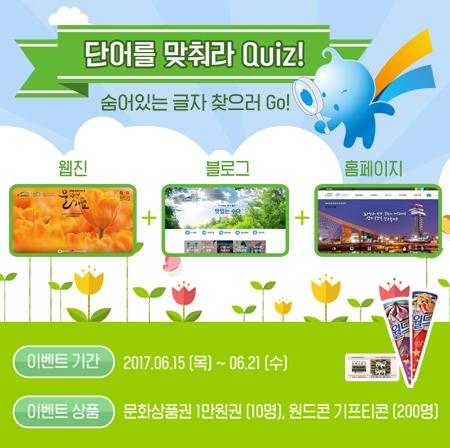 단어를 맞춰라 Quiz!
숨어있는 글자 찾으러 Go!
웹진 + 블로그 + 홈페이지
이벤트 기간 2017.06.15 (목) ~ 06.21 (수)
이벤트 상품 문화상품권 1만원권 (10명), 월드콘 기프티콘 (200명)